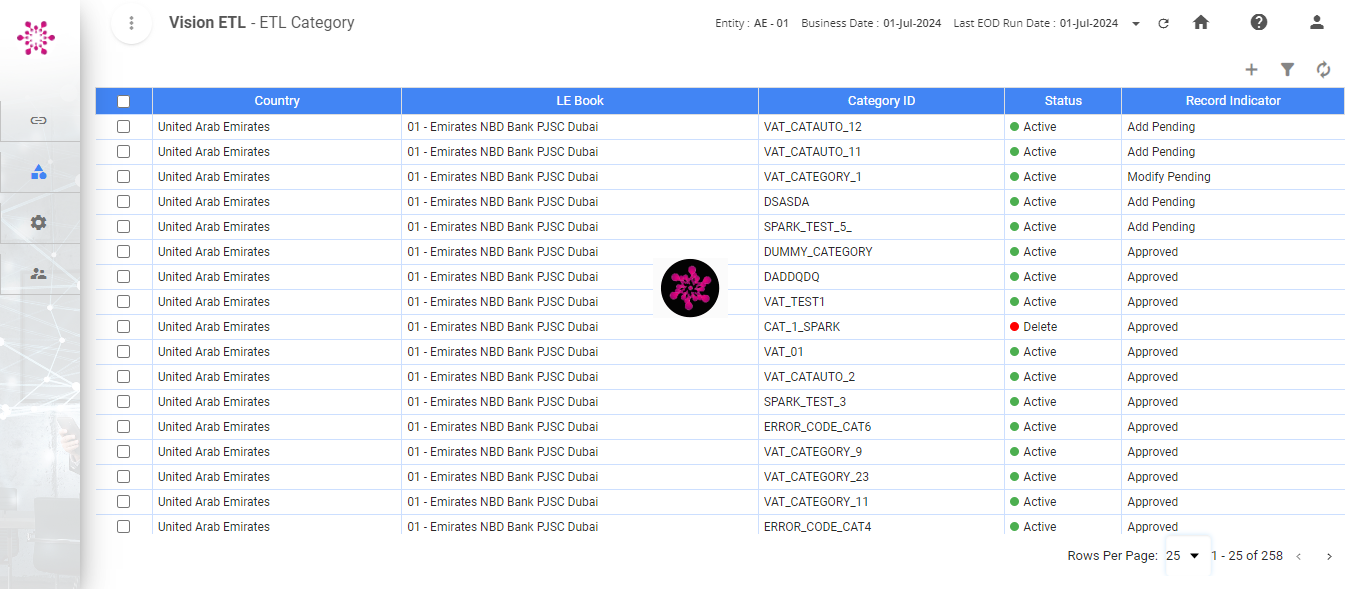 Vision ETL - ETL Category
Entity : AE - 01 Business Date : 01-Jul-2024 Last EOD Run Date : 01-Jul-2024
Country LE Book Category ID Status Record Indicator
United Arab Emirates 01 - Emirates NBD Bank PJSC Dubai VAT_CATAUTO_12 Active Add Pending
United Arab Emirates 01 - Emirates NBD Bank PJSC Dubai VAT_CATAUTO_11 Active Add Pending
United Arab Emirates 01 - Emirates NBD Bank PJSC Dubai VAT_CATEGORY_1 Active Modify Pending
United Arab Emirates 01 - Emirates NBD Bank PJSC Dubai DSASDA Active Add Pending
United Arab Emirates 01 - Emirates NBD Bank PJSC Dubai SPARK_TEST_5_ Active Add Pending
United Arab Emirates 01 - Emirates NBD Bank PJSC Dubai DUMMY_CATEGORY Active Approved
United Arab Emirates 01 - Emirates NBD Bank PJSC Dubai DADDQDQ Active Approved
United Arab Emirates 01 - Emirates NBD Bank PJSC Dubai VAT_TEST1 Active Approved
United Arab Emirates 01 - Emirates NBD Bank PJSC Dubai CAT_1_SPARK Delete Approved
United Arab Emirates 01 - Emirates NBD Bank PJSC Dubai VAT_01 Active Approved
United Arab Emirates 01 - Emirates NBD Bank PJSC Dubai VAT_CATAUTO_2 Active Approved
United Arab Emirates 01 - Emirates NBD Bank PJSC Dubai SPARK_TEST_3 Active Approved
United Arab Emirates 01 - Emirates NBD Bank PJSC Dubai ERROR_CODE_CAT6 Active Approved
United Arab Emirates 01 - Emirates NBD Bank PJSC Dubai VAT_CATEGORY_9 Active Approved
United Arab Emirates 01 - Emirates NBD Bank PJSC Dubai VAT_CATEGORY_23 Active Approved
United Arab Emirates 01 - Emirates NBD Bank PJSC Dubai VAT_CATEGORY_11 Active Approved
United Arab Emirates 01 - Emirates NBD Bank PJSC Dubai ERROR_CODE_CAT4 Active Approved
Rows Per Page: 25 1 - 25 of 258